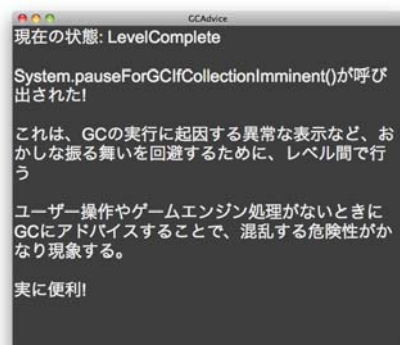 GCAdvice
現在の状態: LevelComplete
System.pauseForGCIfCollectionImminent()が呼び
出された!
これは、GCの実行に起因する異常な表示など、お
かしな振る舞いを回避するために、レベル間で行
う
ユーザー操作やゲームエンジン処理がないときに
GCにアドバイスすることで、混乱する危険性がか
なり現象する。
実に便利!